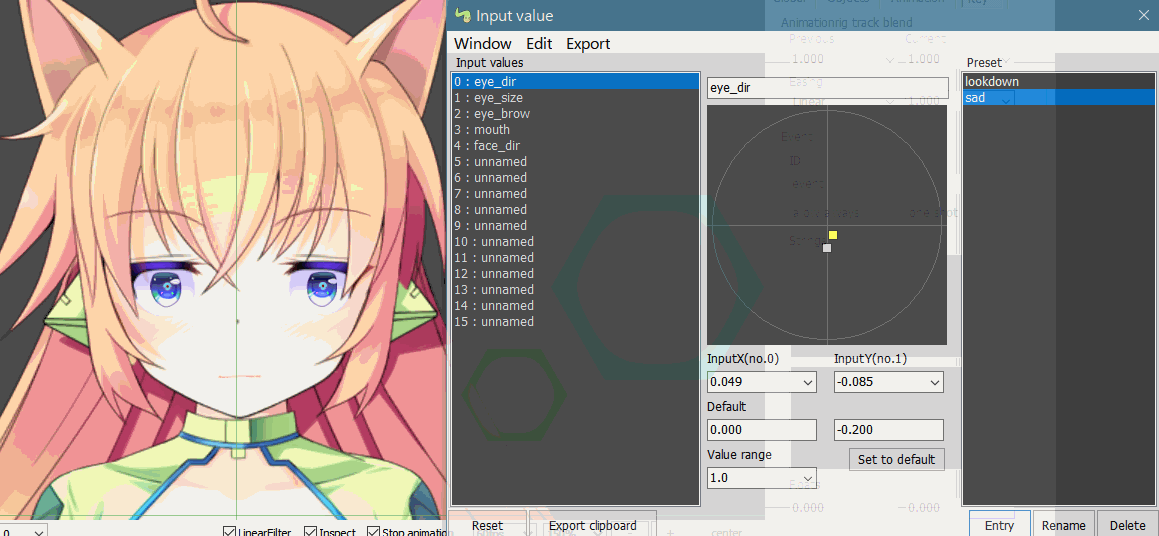 Input value
Window Edit Export
Animationrig track blend
Input values
Preset
Previous Current
1.000 1.000
0 : eye_dir
1 : eye_size
2 : eye_brow
3 : mouth
4 : face_dir
5 : unnamed
6 : unnamed
7 : unnamed
8 : unnamed
9 : unnamed
10 : unnamed
11 : unnamed
12 : unnamed
13 : unnamed
14 : unnamed
15 : unnamed
eye_dir
Easing
Linear 1.000
Event
ID
lookdown
sad
InputX(no.0) InputY(no.1)
0.049 -0.085
Default
0.000 -0.200
Value range
Set to default
1.0
Floats
0.000 0.000
Reset Export clipboard
Entry Rename Delete
0 LinearFilter Inspect Stop animation
center